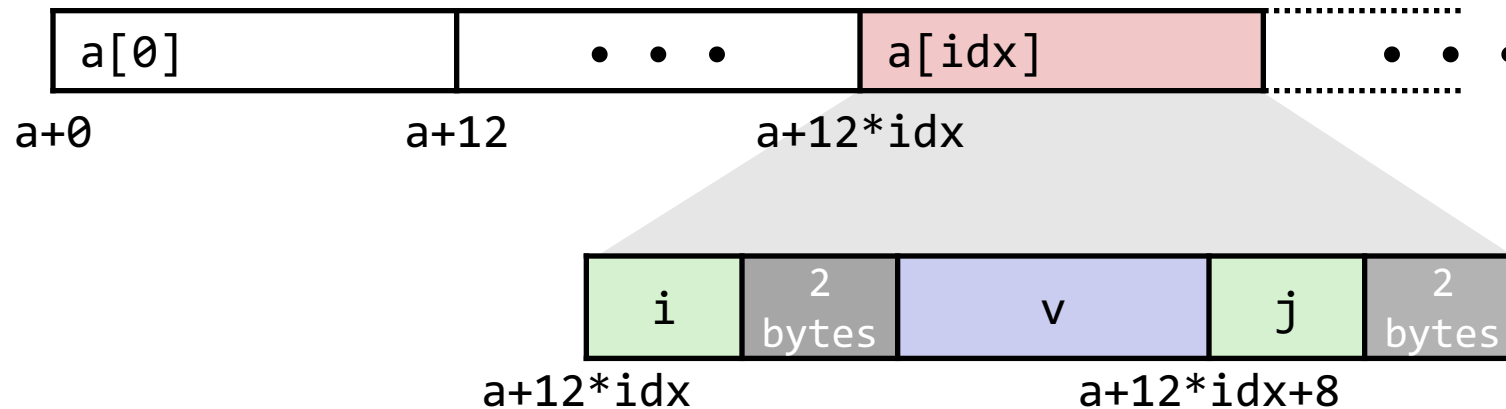 a[0] • • • a[idx] • • •
a+0 a+12 a+12*idx
i 2 bytes v j 2 bytes
a+12*idx a+12*idx+8